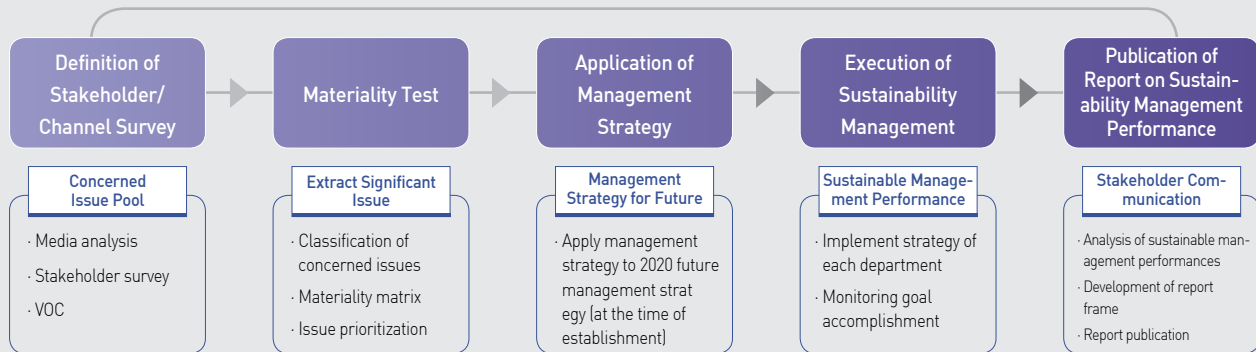 Definition of
Stakeholder/
Channel Survey
Materiality Test
Application of
Management
Strategy
Execution of
Sustainability
Management
Publication of
Report on Sustain-
ability Management
Performance
Concerned
Issue Pool
· Media analysis
· Stakeholder survey
· VOC
Extract Significant
Issue
· Classification of
concerned issues
· Materiality matrix
· Issue prioritization
Management
Strategy for Future
· Apply management
strategy to 2020 future
management strat
egy (at the time of
establishment)
Sustainable Manage-
ment Performance
· Implement strategy of
each department
· Monitoring goal
accomplishment
Stakeholder Com-
munication
· Analysis of sustainable man-
agement performances
· Development of report
frame
· Report publication